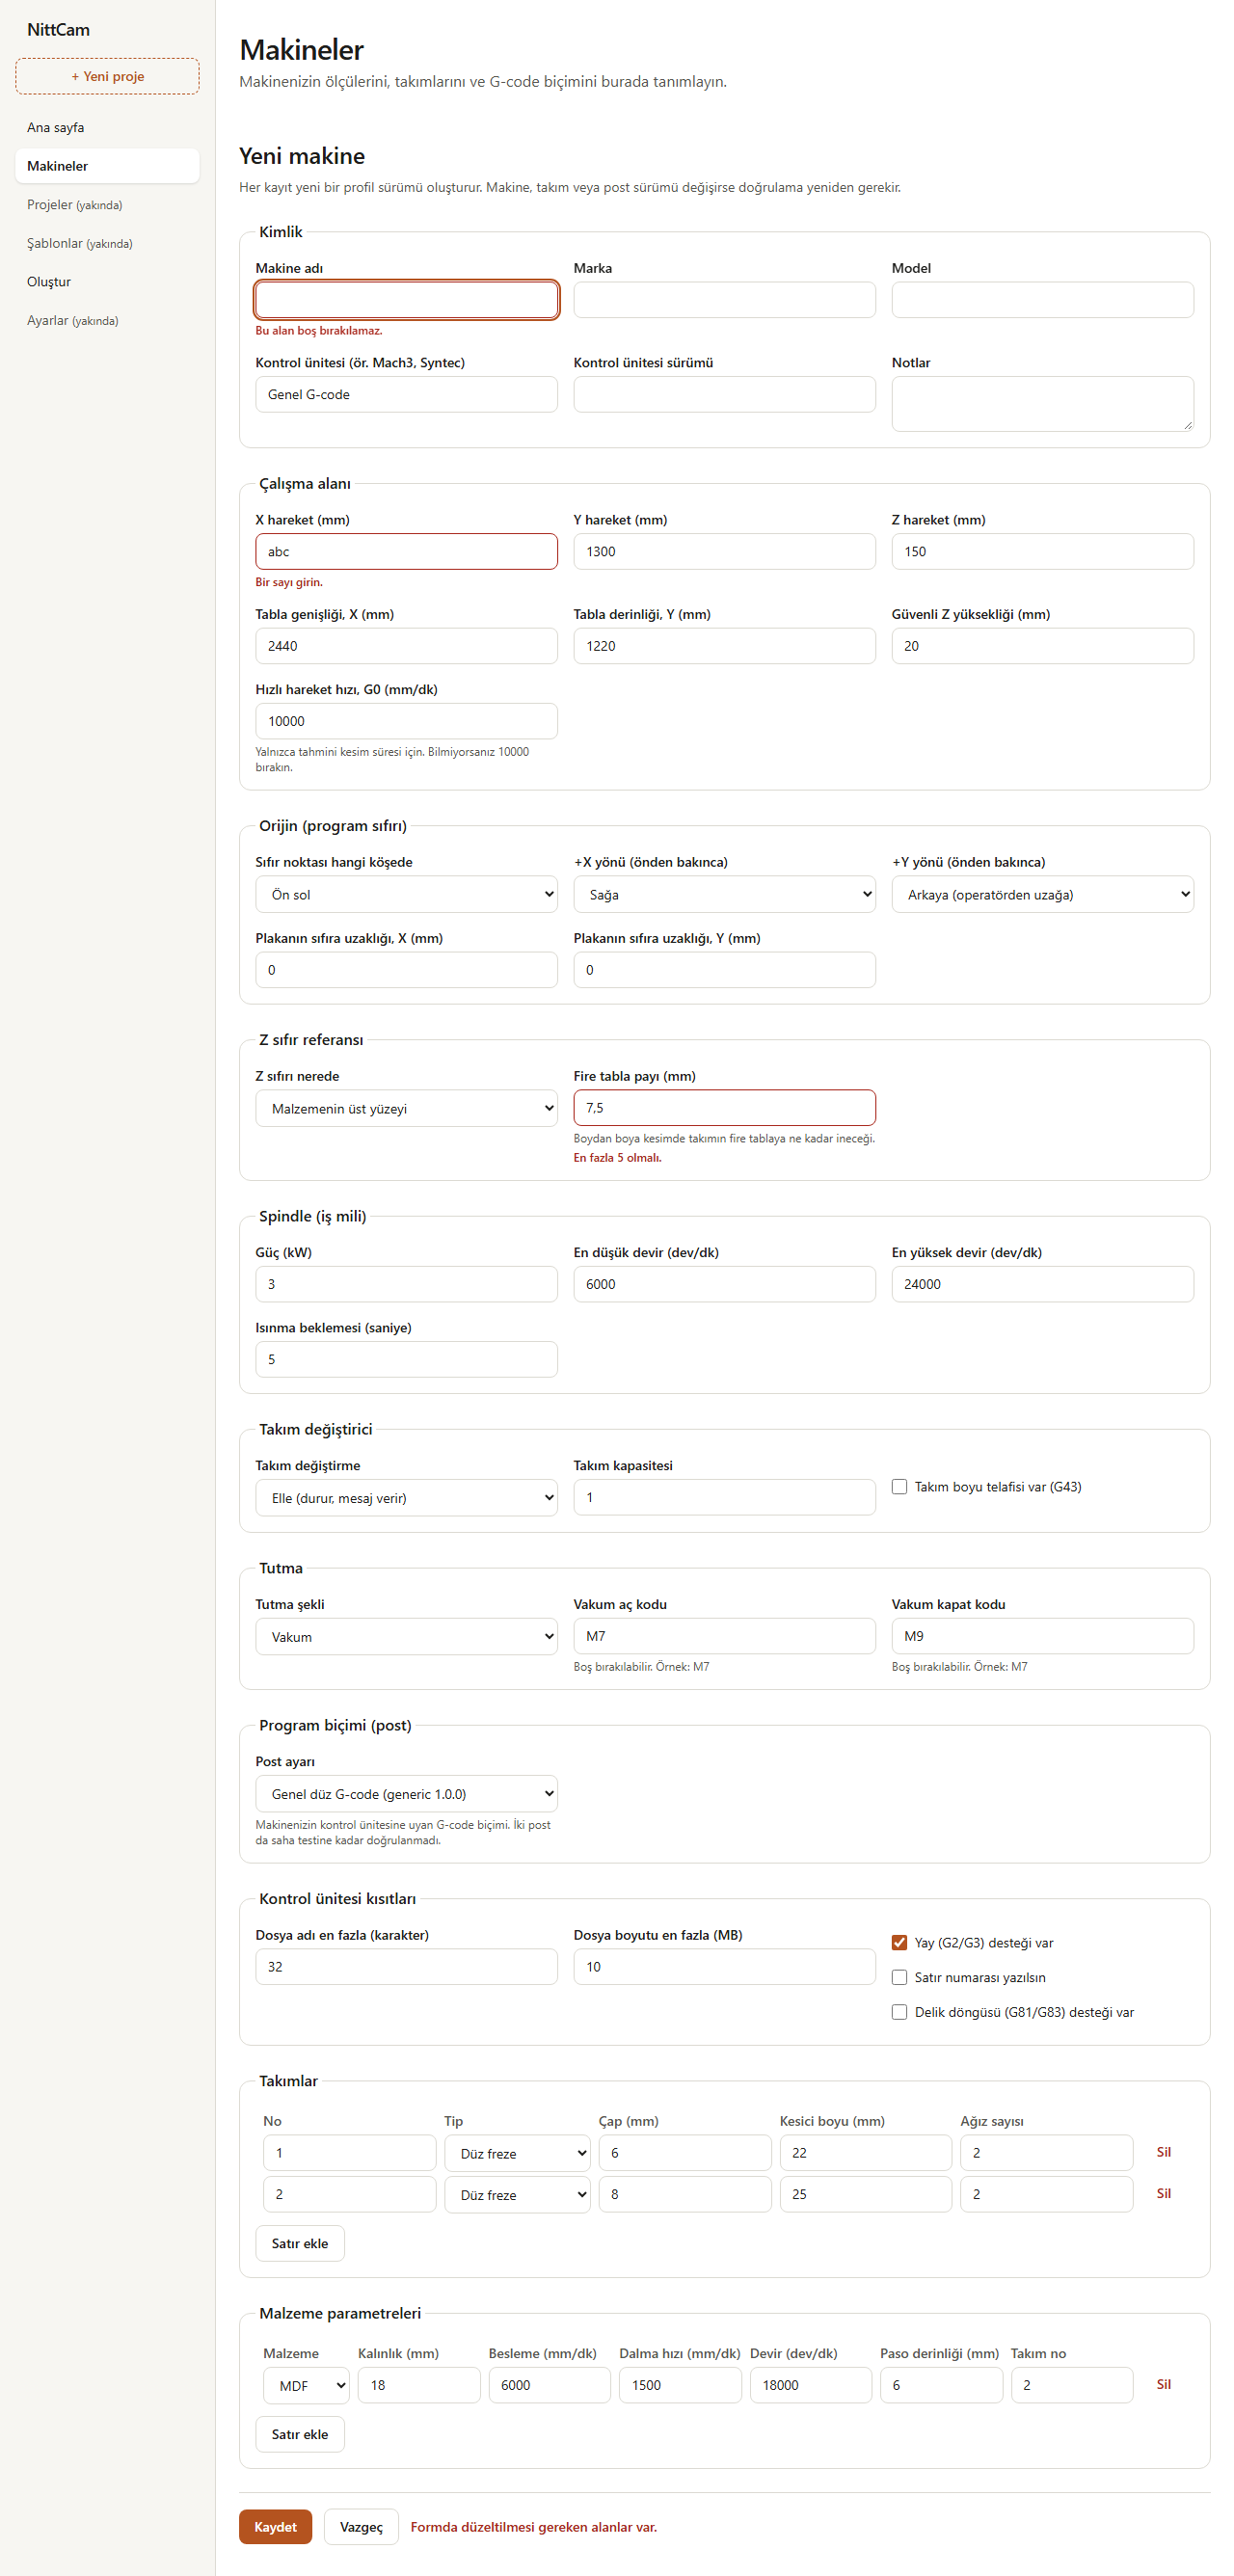 NittCam
+ Yeni proje
Ana sayfa
Makineler
Projeler (yakında)
Şablonlar (yakında)
Oluştur
Ayarlar (yakında)
Makineler
Makinenizin ölçülerini, takımlarını ve G-code biçimini burada tanımlayın.
Yeni makine
Her kayıt yeni bir profil sürümü oluşturur. Makine, takım veya post sürümü değişirse doğrulama yeniden gerekir.
Kimlik
Makine adı
Marka
Model
Bu alan boş bırakılamaz.
Kontrol ünitesi (ör. Mach3, Syntec)
Kontrol ünitesi sürümü
Notlar
Genel G-code
Çalışma alanı
X hareket (mm)
Y hareket (mm)
Z hareket (mm)
abc
1300
150
Bir sayı girin.
Tabla genişliği, X (mm)
Tabla derinliği, Y (mm)
Güvenli Z yüksekliği (mm)
2440
1220
20
Hızlı hareket hızı, G0 (mm/dk)
10000
Yalnızca tahmini kesim süresi için. Bilmiyorsanız 10000
bırakın.
Orijin (program sıfırı)
Sıfır noktası hangi köşede
+X yönü (önden bakınca)
+Y yönü (önden bakınca)
Ön sol
Sağa
Arkaya (operatörden uzağa)
Plakanın sıfıra uzaklığı, X (mm)
Plakanın sıfıra uzaklığı, Y (mm)
0
0
Z sıfır referansı
Z sıfırı nerede
Fire tabla payı (mm)
Malzemenin üst yüzeyi
7,5
Boydan boya kesimde takımın fire tablaya ne kadar ineceği.
En fazla 5 olmalı.
Spindle (iş mili)
Güç (kW)
En düşük devir (dev/dk)
En yüksek devir (dev/dk)
3
6000
24000
Isınma beklemesi (saniye)
5
Takım değiştirici
Takım değiştirme
Takım kapasitesi
Elle (durur, mesaj verir)
1
Takım boyu telafisi var (G43)
Tutma
Tutma şekli
Vakum aç kodu
Vakum kapat kodu
Vakum
M7
M9
Boş bırakılabilir. Örnek: M7
Boş bırakılabilir. Örnek: M7
Program biçimi (post)
Post ayarı
Genel düz G-code (generic 1.0.0)
Makinenizin kontrol ünitesine uyan G-code biçimi. İki post
da saha testine kadar doğrulanmadı.
Kontrol ünitesi kısıtları
Dosya adı en fazla (karakter)
Dosya boyutu en fazla (MB)
32
10
Yay (G2/G3) desteği var
Satır numarası yazılsın
Delik döngüsü (G81/G83) desteği var
Takımlar
No
Tip
Çap (mm)
Kesici boyu (mm)
Ağız sayısı
1
Düz freze
6
22
2
Sil
2
Düz freze
8
25
2
Sil
Satır ekle
Malzeme parametreleri
Malzeme
Kalınlık (mm)
Besleme (mm/dk)
Dalma hızı (mm/dk)
Devir (dev/dk)
Paso derinliği (mm)
Takım no
MDF
18
6000
1500
18000
6
2
Sil
Satır ekle
Kaydet
Vazgeç
Formda düzeltilmesi gereken alanlar var.